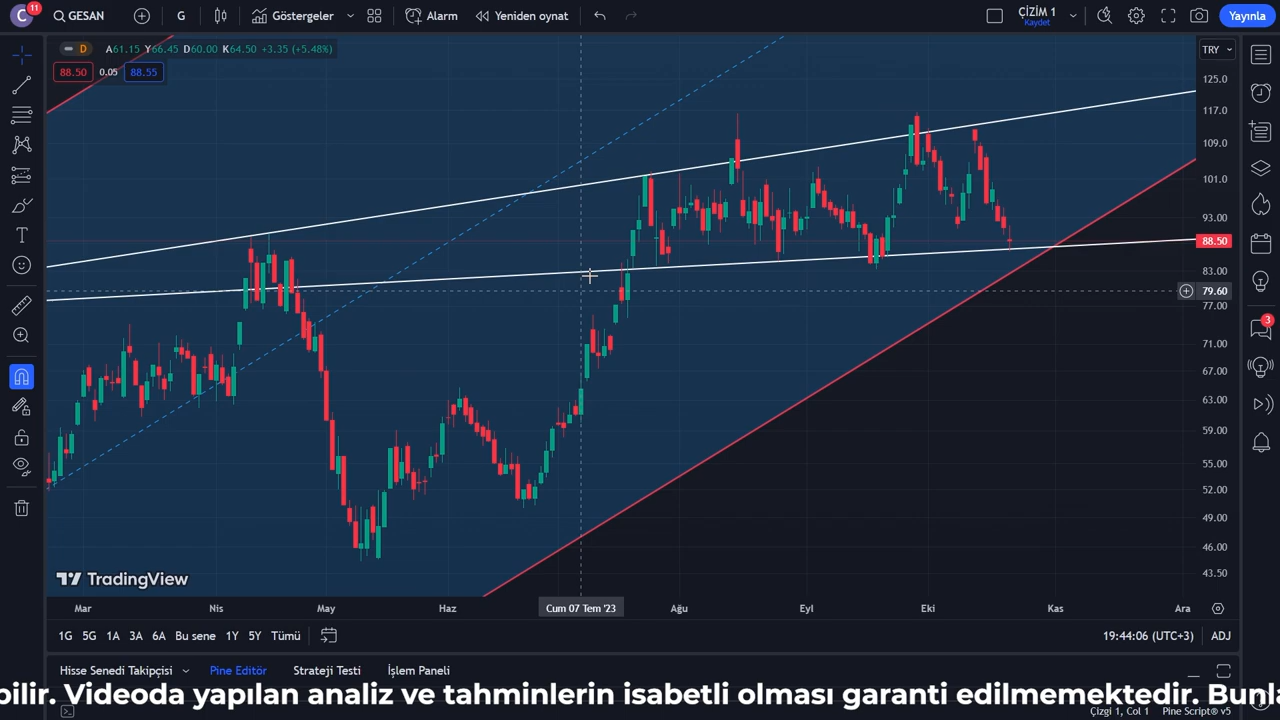 C 11 GESAN G Göstergeler Alarm Yeniden oynat ÇİZİM 1 Kaydet Yayınla
D A61.15 Y66.45 D60.00 K64.50 +3.35 (+5.48%) TRY
88.50 0.05 88.55
125.0
117.0
109.0
101.0
93.00
88.50
83.00
79.60
77.00
71.00
67.00
63.00
59.00
55.00
52.00
49.00
46.00
43.50
TradingView
Mar Nis May Haz Cum 07 Tem '23 Ağu Eyl Eki Kas Ara
1G 5G 1A 3A 6A Bu sene 1Y 5Y Tümü 19:44:06 (UTC+3) ADJ
3
Hisse Senedi Takipçisi Pine Editör Strateji Testi İşlem Paneli
bilir. Videoda yapılan analiz ve tahminlerin isabetli olması garanti edilmemektedir. Bunla
Çizgi 1, Col 1 Pine Script® v5